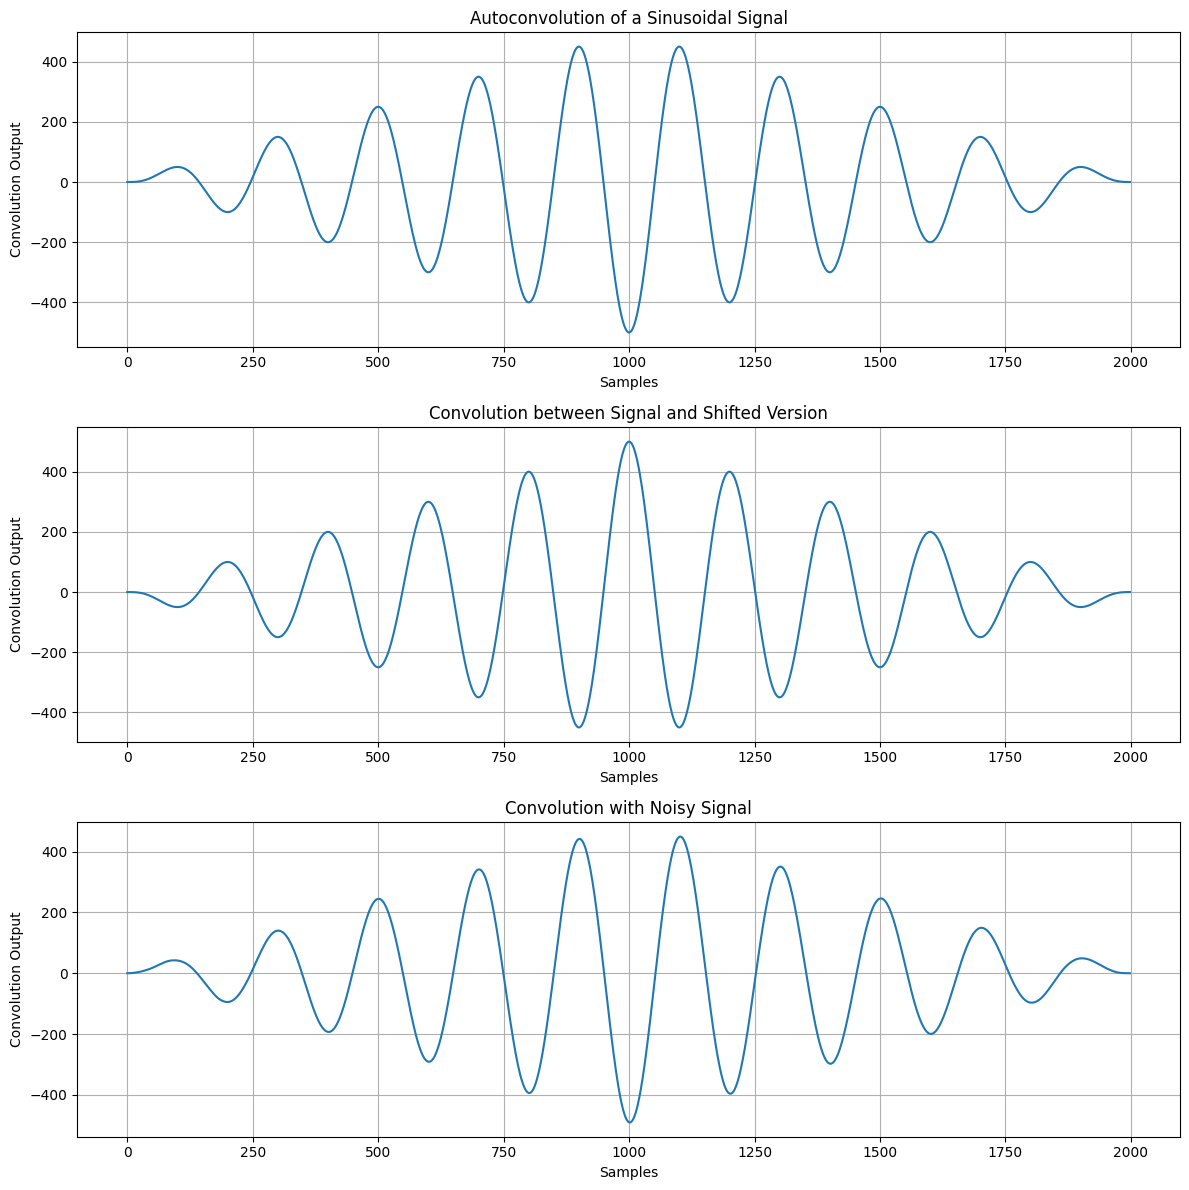 Autoconvolution of a Sinusoidal Signal
400
200
0
−200
−400
Convolution Output
0 250 500 750 1000 1250 1500 1750 2000
Samples
Convolution between Signal and Shifted Version
400
200
0
−200
−400
Convolution Output
0 250 500 750 1000 1250 1500 1750 2000
Samples
Convolution with Noisy Signal
400
200
0
−200
−400
Convolution Output
0 250 500 750 1000 1250 1500 1750 2000
Samples